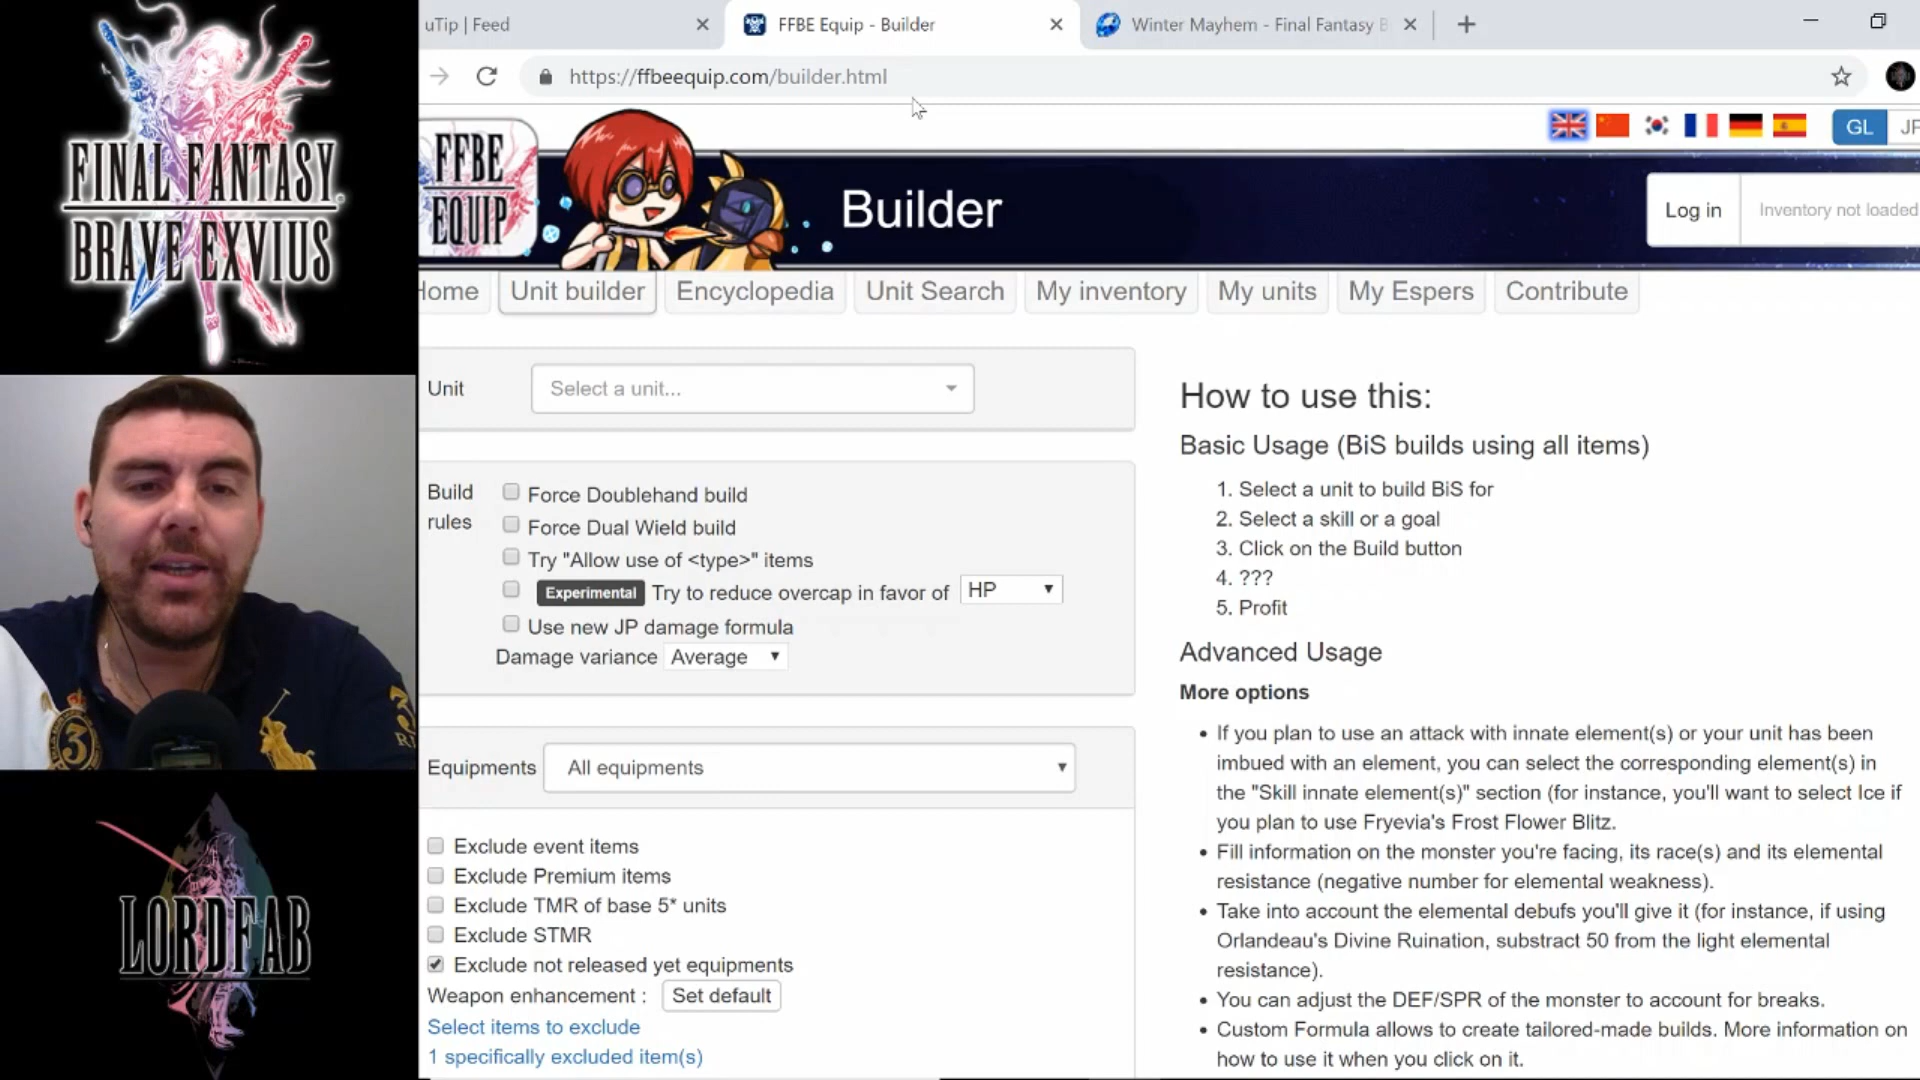 FINAL FANTASY
BRAVE EXVIUS
LORDFAB
3
uTip | Feed
FFBE Equip - Builder
Winter Mayhem - Final Fantasy B
https://ffbeequip.com/builder.html
GL
JP
FFBE
EQUIP
Builder
Log in
Inventory not loaded
Home
Unit builder
Encyclopedia
Unit Search
My inventory
My units
My Espers
Contribute
Unit
Select a unit...
Build
rules
Force Doublehand build
Force Dual Wield build
Try "Allow use of <type>" items
Experimental Try to reduce overcap in favor of HP
Use new JP damage formula
Damage variance Average
Equipments All equipments
Exclude event items
Exclude Premium items
Exclude TMR of base 5* units
Exclude STMR
Exclude not released yet equipments
Weapon enhancement : Set default
Select items to exclude
1 specifically excluded item(s)
How to use this:
Basic Usage (BiS builds using all items)
1. Select a unit to build BiS for
2. Select a skill or a goal
3. Click on the Build button
4. ???
5. Profit
Advanced Usage
More options
• If you plan to use an attack with innate element(s) or your unit has been
imbued with an element, you can select the corresponding element(s) in
the "Skill innate element(s)" section (for instance, you'll want to select Ice if
you plan to use Fryevia's Frost Flower Blitz.
• Fill information on the monster you're facing, its race(s) and its elemental
resistance (negative number for elemental weakness).
• Take into account the elemental debufs you'll give it (for instance, if using
Orlandeau's Divine Ruination, substract 50 from the light elemental
resistance).
• You can adjust the DEF/SPR of the monster to account for breaks.
• Custom Formula allows to create tailored-made builds. More information on
how to use it when you click on it.